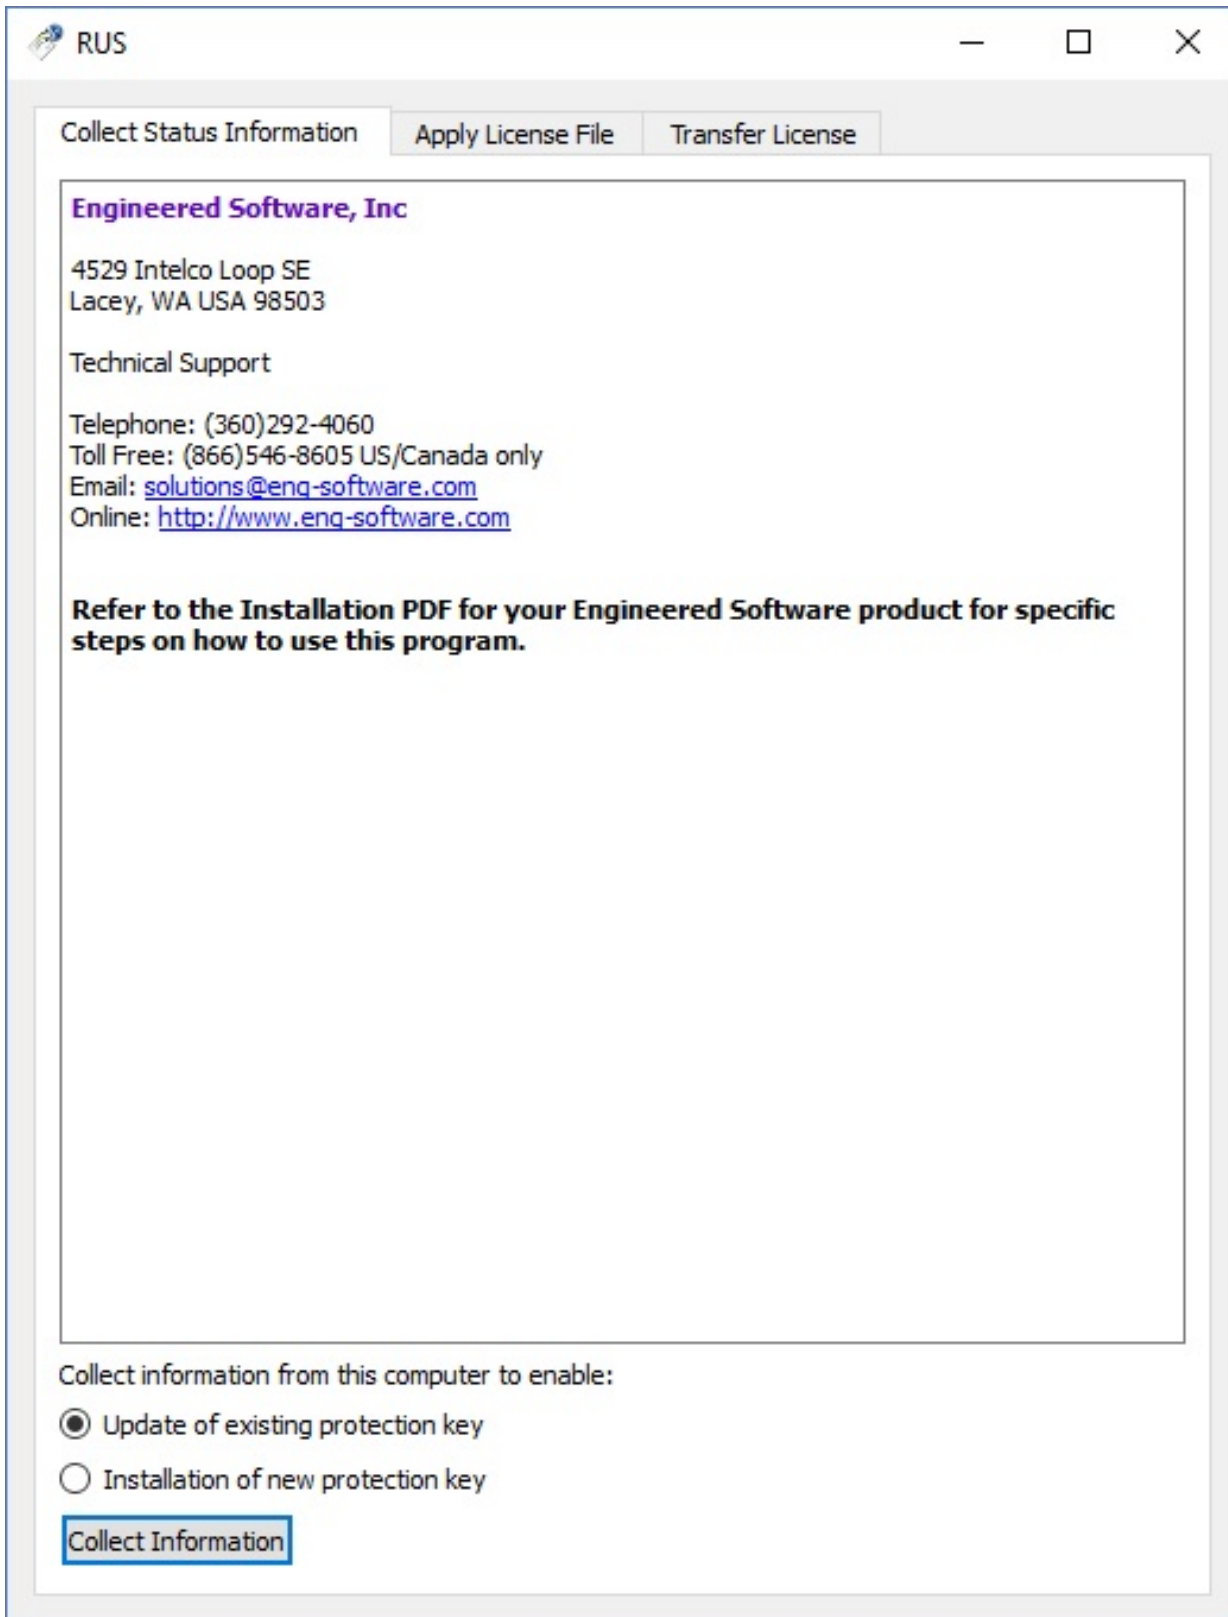 RUS
Collect Status Information
Apply License File
Transfer License
Engineered Software, Inc
4529 Intelco Loop SE
Lacey, WA USA 98503
Technical Support
Telephone: (360)292-4060
Toll Free: (866)546-8605 US/Canada only
Email: solutions@eng-software.com
Online: http://www.eng-software.com
Refer to the Installation PDF for your Engineered Software product for specific
steps on how to use this program.
Collect information from this computer to enable:
Update of existing protection key
Installation of new protection key
Collect Information